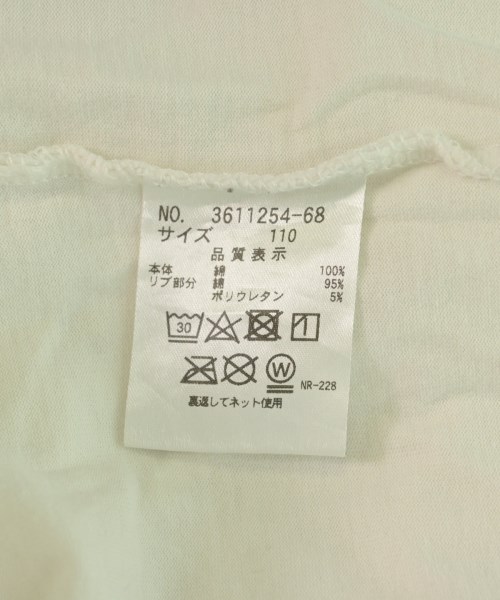 NO. 3611254-68
サイズ 110
品質表示
本体 綿 100%
リブ部分 綿 95%
ポリウレタン 5%
30
W NR-228
裏返してネット使用